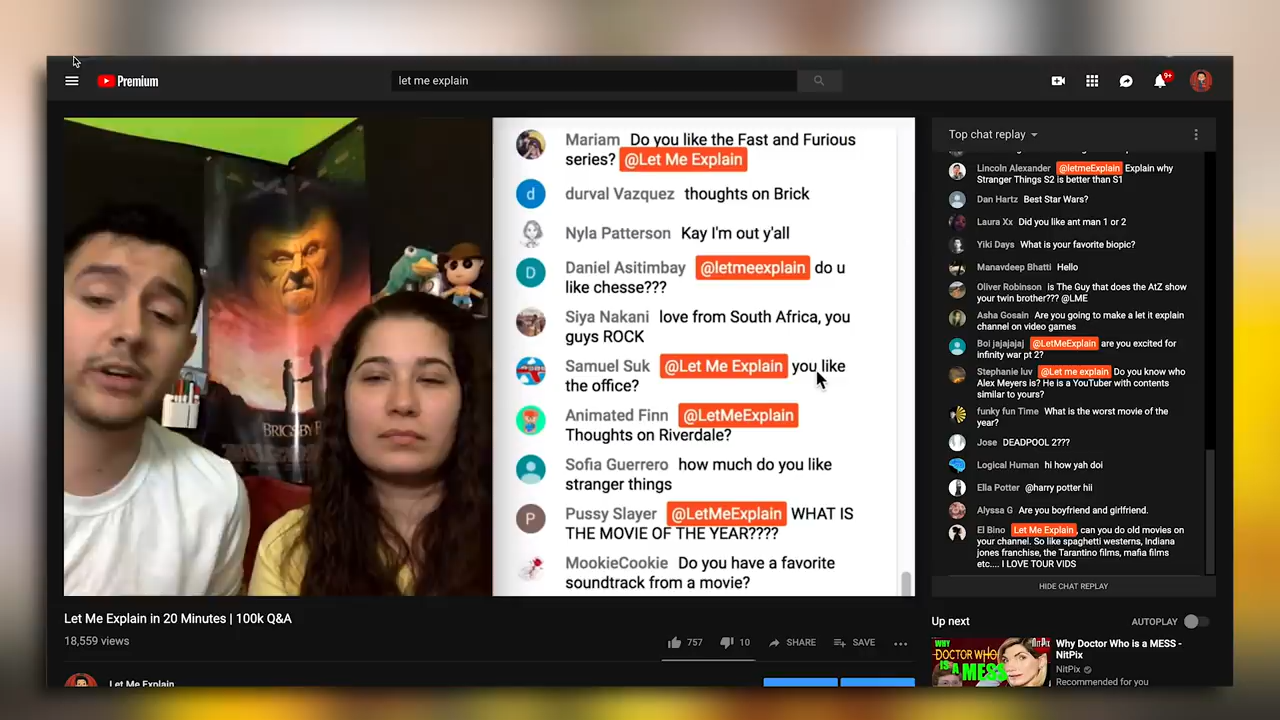 Premium
let me explain
9+
Mariam Do you like the Fast and Furious
series? @Let Me Explain
d
durval Vazquez thoughts on Brick
Nyla Patterson Kay I'm out y'all
D
Daniel Asitimbay @letmeexplain do u
like chesse???
Siya Nakani love from South Africa, you
guys ROCK
Samuel Suk @Let Me Explain you like
the office?
Animated Finn @LetMeExplain
Thoughts on Riverdale?
Sofia Guerrero how much do you like
stranger things
P
Pussy Slayer @LetMeExplain WHAT IS
THE MOVIE OF THE YEAR????
MookieCookie Do you have a favorite
soundtrack from a movie?
BRIGSBY
Top chat replay
Lincoln Alexander @letmeExplain Explain why
Stranger Things S2 is better than S1
Dan Hartz Best Star Wars?
Laura Xx Did you like ant man 1 or 2
Yiki Days What is your favorite biopic?
Manavdeep Bhatti Hello
Oliver Robinson is The Guy that does the AtZ show
your twin brother??? @LME
Asha Gosain Are you going to make a let it explain
channel on video games
Boi jajajajaj @LetMeExplain are you excited for
infinity war pt 2?
Stephanie luv @Let me explain Do you know who
Alex Meyers is? He is a YouTuber with contents
similar to yours?
funky fun Time What is the worst movie of the
year?
Jose DEADPOOL 2???
Logical Human hi how yah doi
Ella Potter @harry potter hii
Alyssa G Are you boyfriend and girlfriend.
El Bino Let Me Explain, can you do old movies on
your channel. So like spaghetti westerns, Indiana
jones franchise, the Tarantino films, mafia films
etc.... I LOVE TOUR VIDS
HIDE CHAT REPLAY
Let Me Explain in 20 Minutes | 100k Q&A
18,559 views
757
10
SHARE
SAVE
Let Me Explain
Up next
AUTOPLAY
WHY
DOCTOR WHO
IS A MESS
NitPix
Why Doctor Who is a MESS -
NitPix
NitPix
Recommended for you